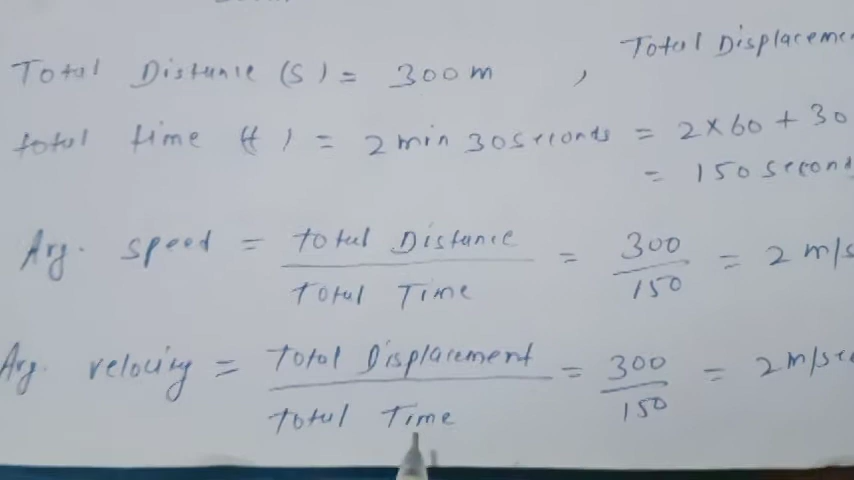 Total Distance (S) = 300m , Total Displaceme
total time (t) = 2 min 30 seconds = 2×60 + 30
= 150 second
Avg. speed = Total Distance / Total Time = 300/150 = 2 m/s
Avg. velocity = Total Displacement / Total Time = 300/150 = 2 m/sec